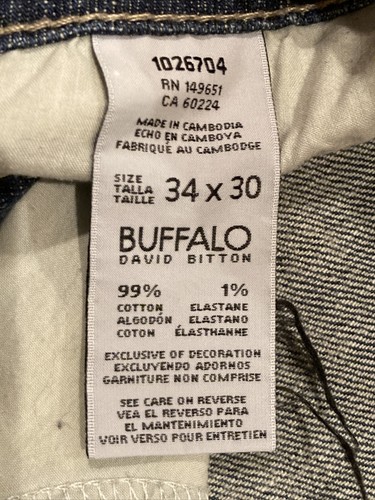 1026704
RN 149651
CA 60224
MADE IN CAMBODIA
ECHO EN CAMBOYA
FABRIQUÉ AU CAMBODGE
SIZE
TALLA
TAILLE
34 x 30
BUFFALO
DAVID BITTON
99% 1%
COTTON ELASTANE
ALGODÓN ELASTANO
COTON ÉLASTHANNE
EXCLUSIVE OF DECORATION
EXCLUYENDO ADORNOS
GARNITURE NON COMPRISE
SEE CARE ON REVERSE
VEA EL REVERSO PARA
EL MANTENIMIENTO
VOIR VERSO POUR ENTRETIEN